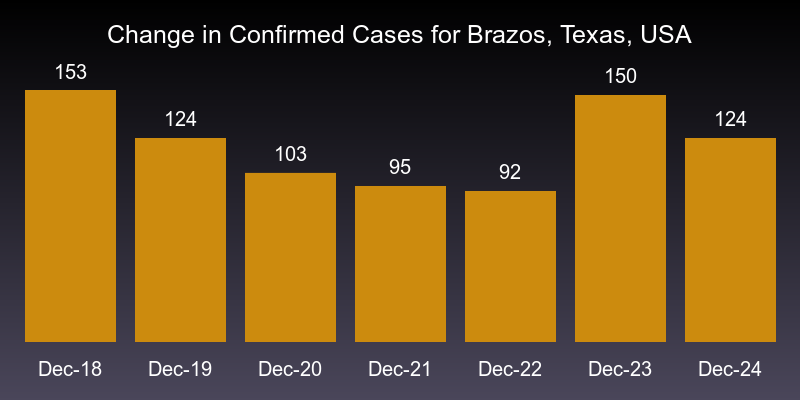 Change in Confirmed Cases for Brazos, Texas, USA
153
124
103
95
92
150
124
Dec-18
Dec-19
Dec-20
Dec-21
Dec-22
Dec-23
Dec-24